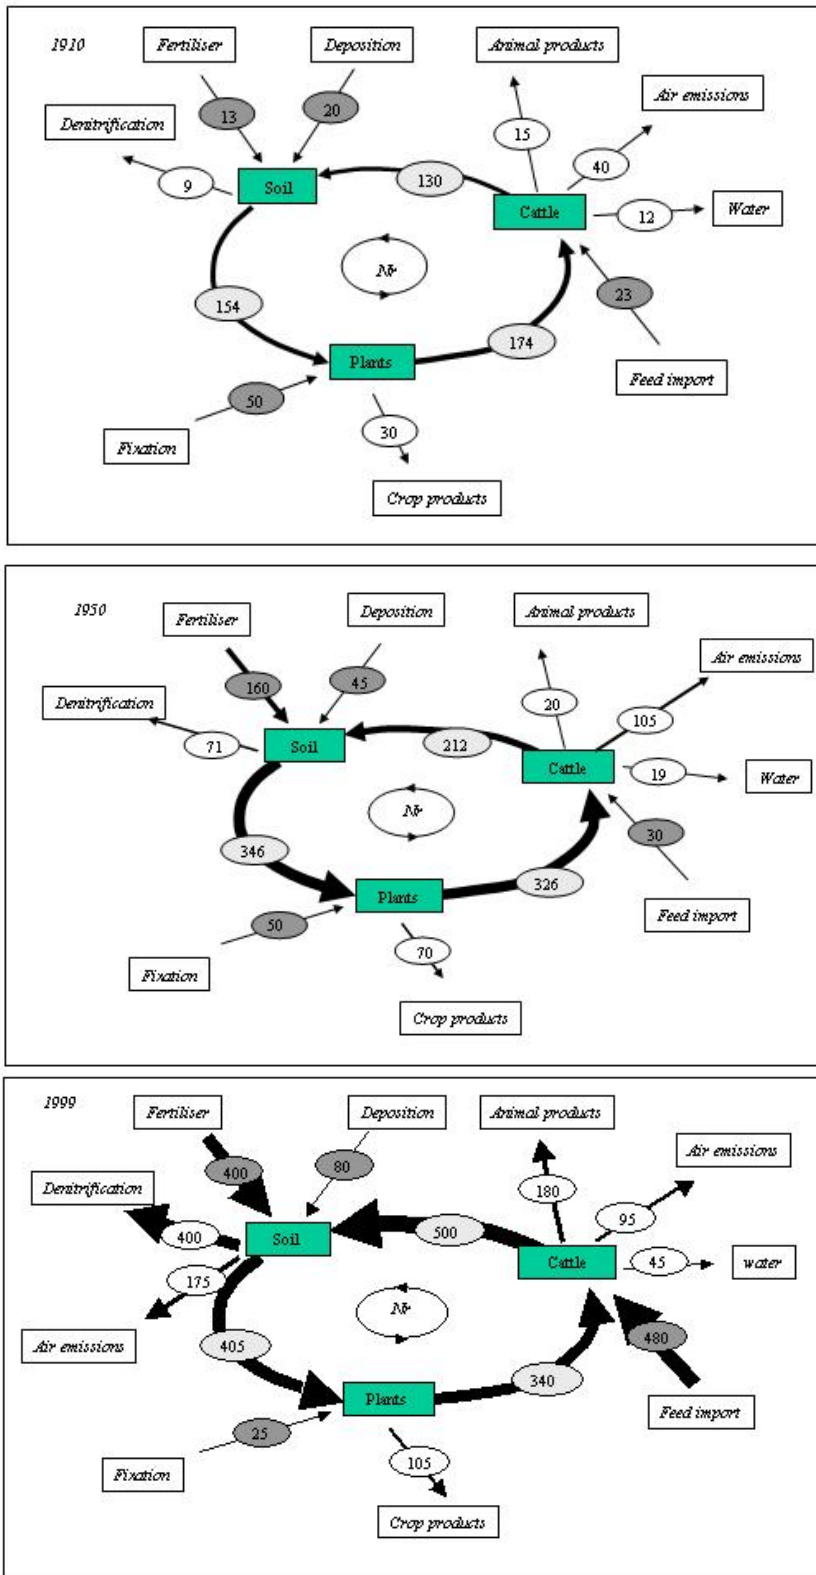 1910
Fertiliser
Deposition
Animal products
Air emissions
Denitrification
13
20
15
40
9
Soil
130
Cattle
12
Water
Nr
154
23
174
Plants
Feed import
50
30
Fixation
Crop products
1950
Fertiliser
Deposition
Animal products
Air emissions
Denitrification
160
45
20
105
71
Soil
212
Cattle
19
Water
Nr
30
346
326
Plants
Feed import
50
70
Fixation
Crop products
1999
Fertiliser
Deposition
Animal products
Air emissions
Denitrification
400
80
180
95
400
Soil
500
Cattle
45
water
175
Nr
Air emissions
405
480
340
Plants
Feed import
25
105
Fixation
Crop products